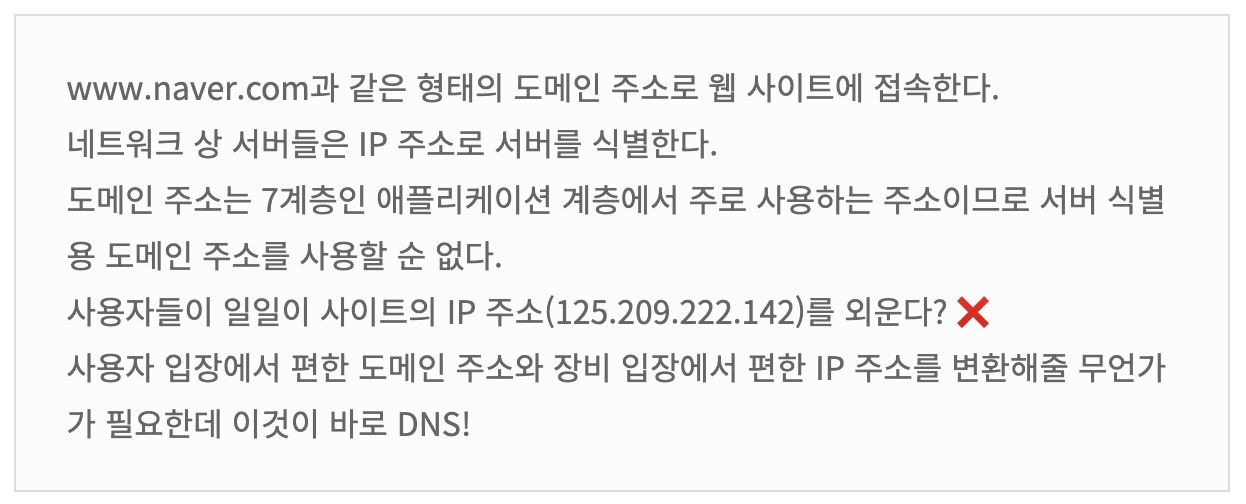 www.naver.com과 같은 형태의 도메인 주소로 웹 사이트에 접속한다.
네트워크 상 서버들은 IP 주소로 서버를 식별한다.
도메인 주소는 7계층인 애플리케이션 계층에서 주로 사용하는 주소이므로 서버 식별
용 도메인 주소를 사용할 순 없다.
사용자들이 일일이 사이트의 IP 주소(125.209.222.142)를 외운다? ❌
사용자 입장에서 편한 도메인 주소와 장비 입장에서 편한 IP 주소를 변환해줄 무언가
가 필요한데 이것이 바로 DNS!